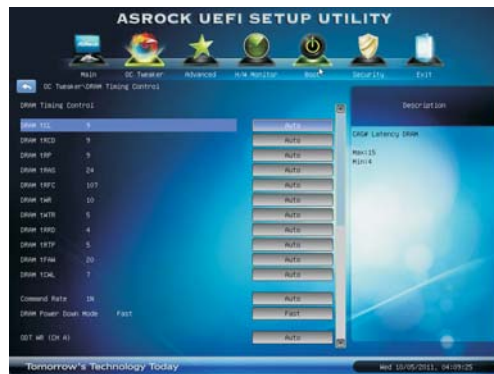 ASROCK UEFI SETUP UTILITY
Main OC Tweaker Advanced H/W Monitor Boot Security Exit
OC Tweaker\DRAM Timing Control
DRAM Timing Control
Description
DRAM tCL 9 Auto
CAS# Latency DRAM
DRAM tRCD 9 Auto
Max:15
Min:4
DRAM tRP 9 Auto
DRAM tRAS 24 Auto
DRAM tRFC 107 Auto
DRAM tWR 10 Auto
DRAM tWTR 5 Auto
DRAM tRRD 4 Auto
DRAM tRTP 5 Auto
DRAM tFAW 20 Auto
DRAM tCWL 7 Auto
Command Rate 1N Auto
DRAM Power Down Mode Fast Fast
ODT WR (CH A) Auto
Tomorrow's Technology Today
Wed 10/05/2011, 04:09:25